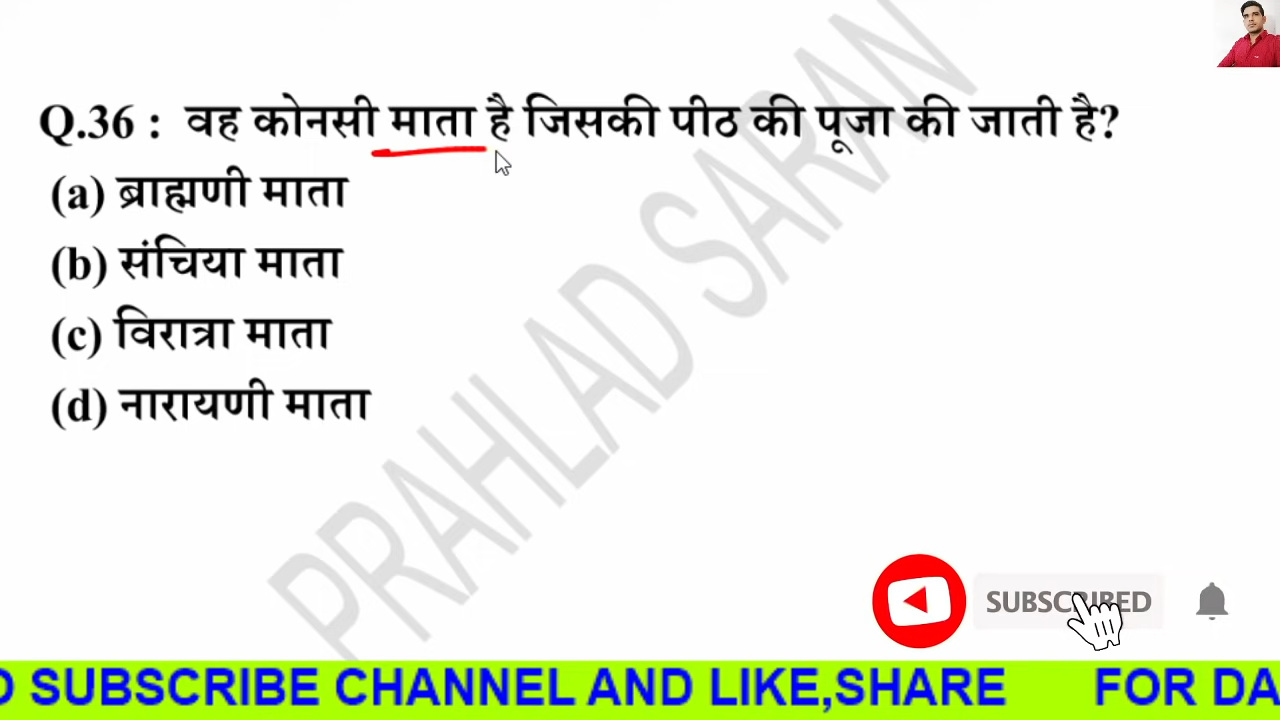 Q.36 : वह कोनसी माता है जिसकी पीठ की पूजा की जाती है?
(a) ब्राह्मणी माता
(b) संचिया माता
(c) विरात्रा माता
(d) नारायणी माता
PRAHLAD SARAN
SUBSCRIBED
O SUBSCRIBE CHANNEL AND LIKE,SHARE FOR DA